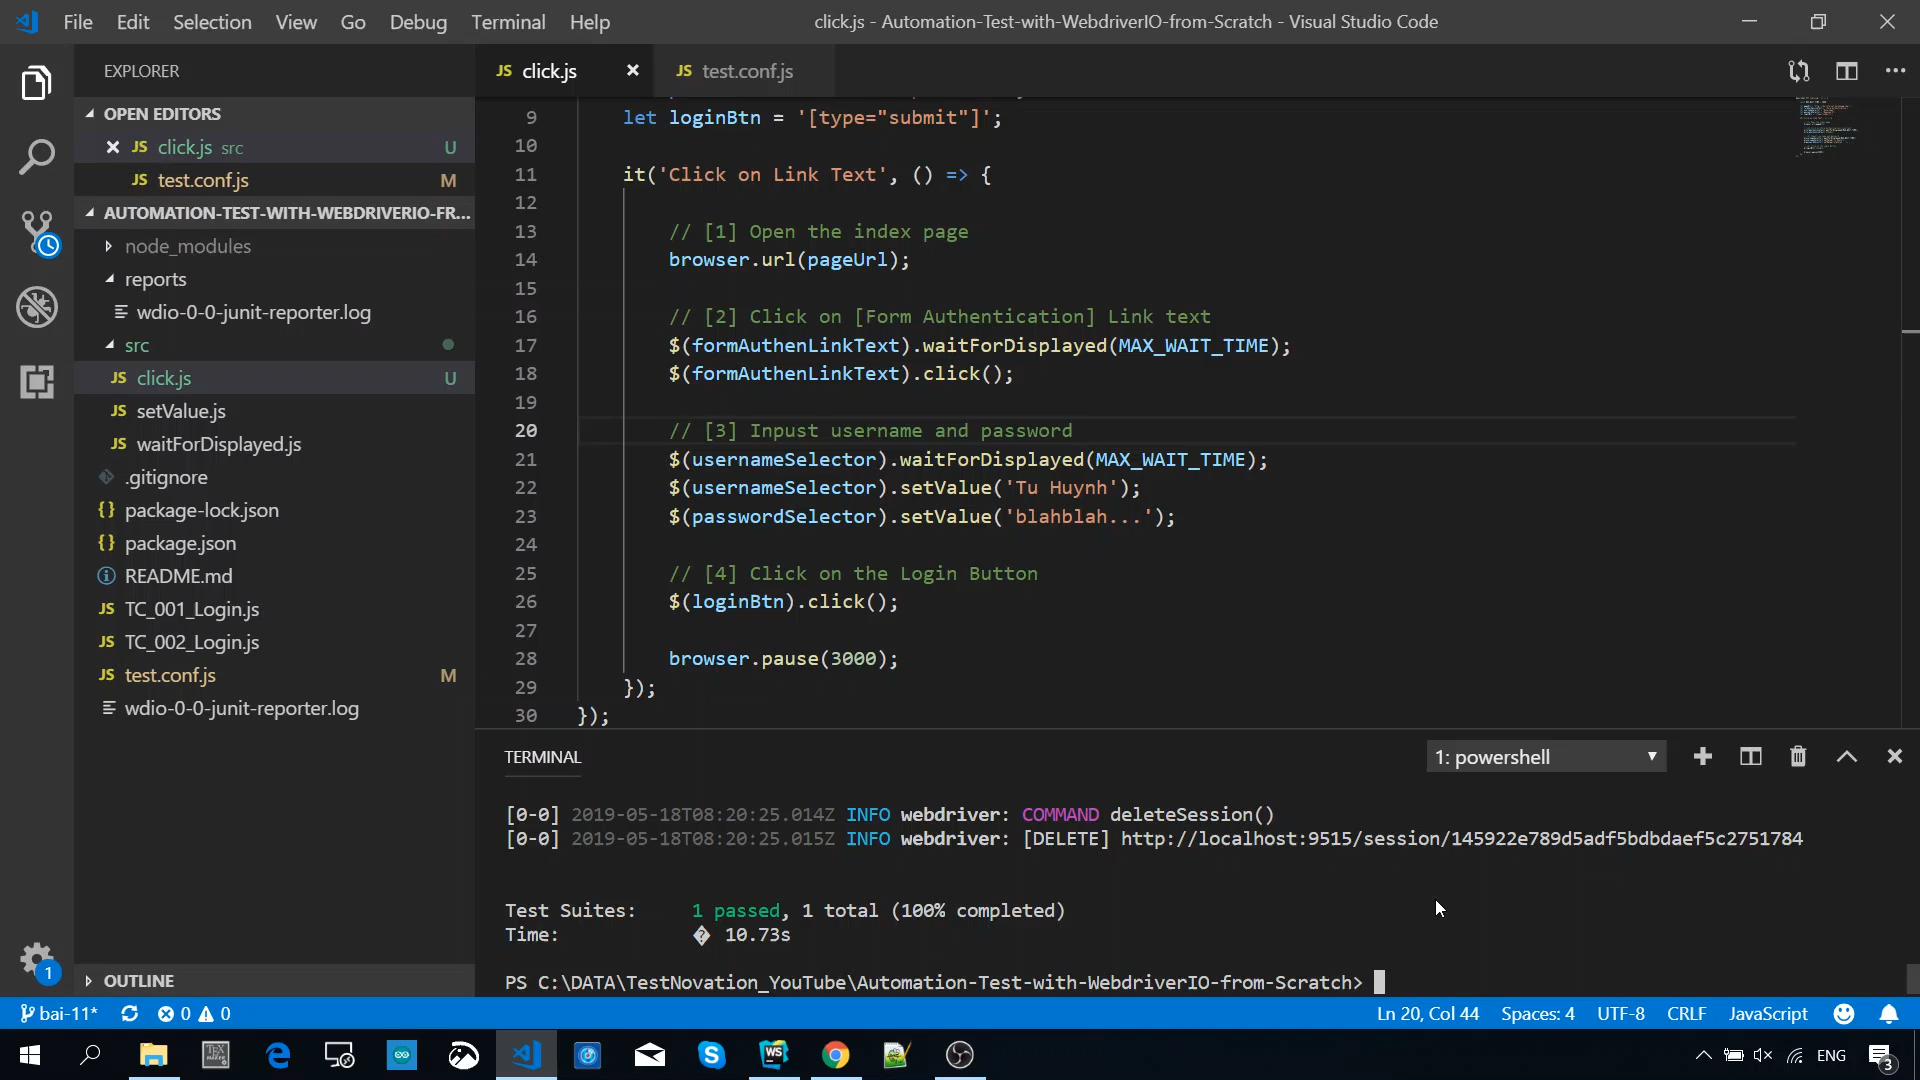 File Edit Selection View Go Debug Terminal Help
click.js - Automation-Test-with-WebdriverIO-from-Scratch - Visual Studio Code
EXPLORER
OPEN EDITORS
JS click.js src U
JS test.conf.js M
AUTOMATION-TEST-WITH-WEBDRIVERIO-FR...
node_modules
reports
wdio-0-0-junit-reporter.log
src
JS click.js U
JS setValue.js
JS waitForDisplayed.js
.gitignore
{} package-lock.json
{} package.json
README.md
JS TC_001_Login.js
JS TC_002_Login.js
JS test.conf.js M
wdio-0-0-junit-reporter.log
OUTLINE
1
JS click.js
JS test.conf.js
9 let loginBtn = '[type="submit"]';
10
11 it('Click on Link Text', () => {
12
13 // [1] Open the index page
14 browser.url(pageUrl);
15
16 // [2] Click on [Form Authentication] Link text
17 $(formAuthenLinkText).waitForDisplayed(MAX_WAIT_TIME);
18 $(formAuthenLinkText).click();
19
20 // [3] Inpust username and password
21 $(usernameSelector).waitForDisplayed(MAX_WAIT_TIME);
22 $(usernameSelector).setValue('Tu Huynh');
23 $(passwordSelector).setValue('blahblah...');
24
25 // [4] Click on the Login Button
26 $(loginBtn).click();
27
28 browser.pause(3000);
29 });
30 });
TERMINAL
1: powershell
[0-0] 2019-05-18T08:20:25.014Z INFO webdriver: COMMAND deleteSession()
[0-0] 2019-05-18T08:20:25.015Z INFO webdriver: [DELETE] http://localhost:9515/session/145922e789d5adf5bdbdaef5c2751784
Test Suites: 1 passed, 1 total (100% completed)
Time: � 10.73s
PS C:\DATA\TestNovation_YouTube\Automation-Test-with-WebdriverIO-from-Scratch>
bai-11* 0 0
Ln 20, Col 44 Spaces: 4 UTF-8 CRLF JavaScript
WS
ENG
3